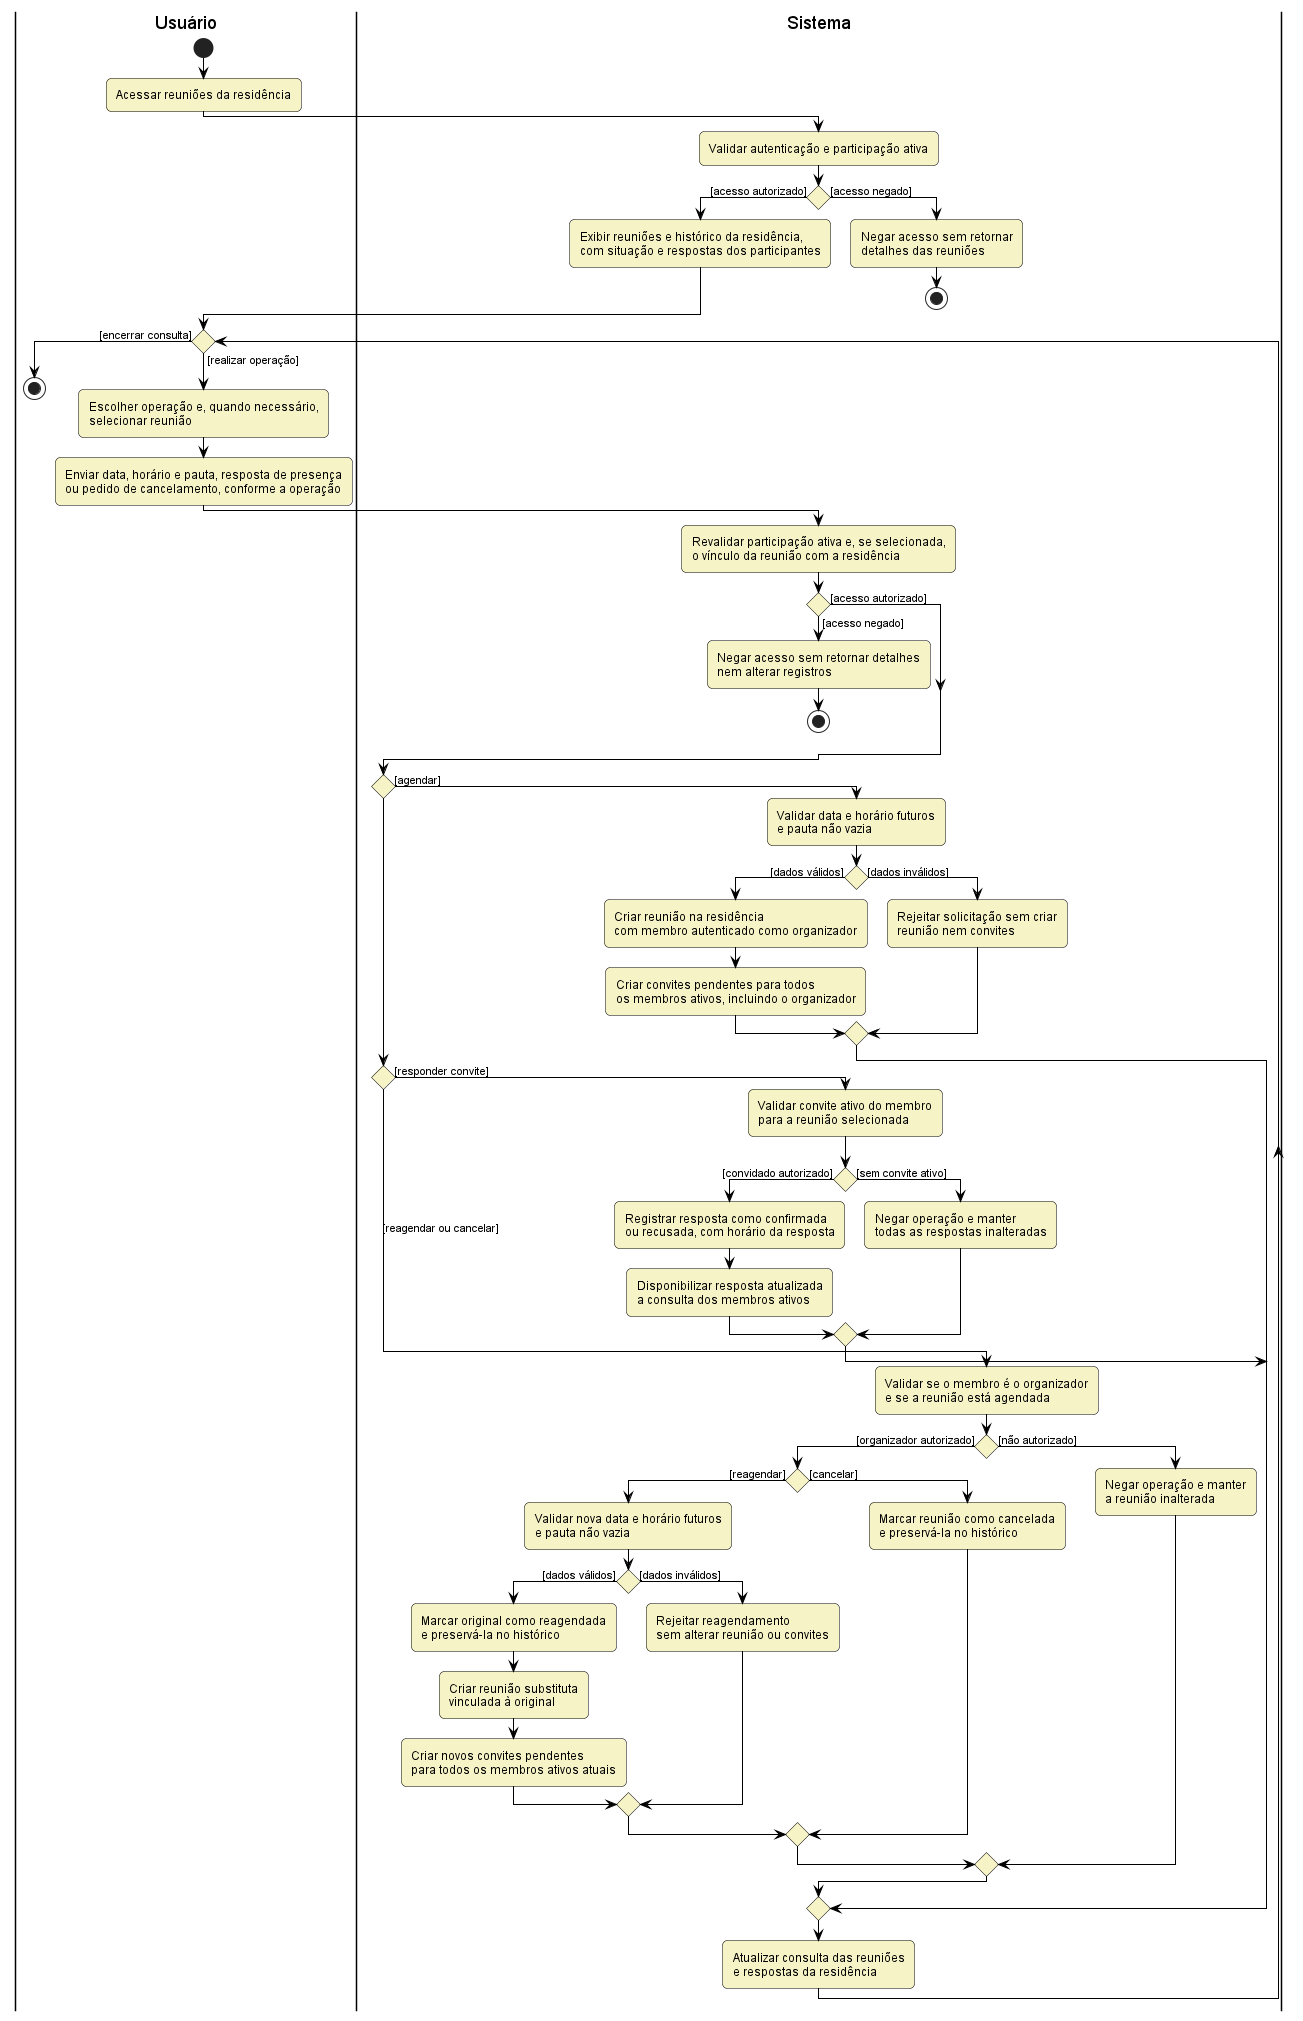 Usuário
Sistema
Acessar reuniões da residência
Validar autenticação e participação ativa
[acesso autorizado]
[acesso negado]
Exibir reuniões e histórico da residência,
com situação e respostas dos participantes
Negar acesso sem retornar
detalhes das reuniões
[encerrar consulta]
[realizar operação]
Escolher operação e, quando necessário,
selecionar reunião
Enviar data, horário e pauta, resposta de presença
ou pedido de cancelamento, conforme a operação
Revalidar participação ativa e, se selecionada,
o vínculo da reunião com a residência
[acesso autorizado]
[acesso negado]
Negar acesso sem retornar detalhes
nem alterar registros
[agendar]
Validar data e horário futuros
e pauta não vazia
[dados válidos]
[dados inválidos]
Criar reunião na residência
com membro autenticado como organizador
Rejeitar solicitação sem criar
reunião nem convites
Criar convites pendentes para todos
os membros ativos, incluindo o organizador
[responder convite]
Validar convite ativo do membro
para a reunião selecionada
[convidado autorizado]
[sem convite ativo]
Registrar resposta como confirmada
ou recusada, com horário da resposta
Negar operação e manter
todas as respostas inalteradas
[reagendar ou cancelar]
Disponibilizar resposta atualizada
a consulta dos membros ativos
Validar se o membro é o organizador
e se a reunião está agendada
[organizador autorizado]
[não autorizado]
[reagendar]
[cancelar]
Negar operação e manter
a reunião inalterada
Validar nova data e horário futuros
e pauta não vazia
Marcar reunião como cancelada
e preservá-la no histórico
[dados válidos]
[dados inválidos]
Marcar original como reagendada
e preservá-la no histórico
Rejeitar reagendamento
sem alterar reunião ou convites
Criar reunião substituta
vinculada à original
Criar novos convites pendentes
para todos os membros ativos atuais
Atualizar consulta das reuniões
e respostas da residência